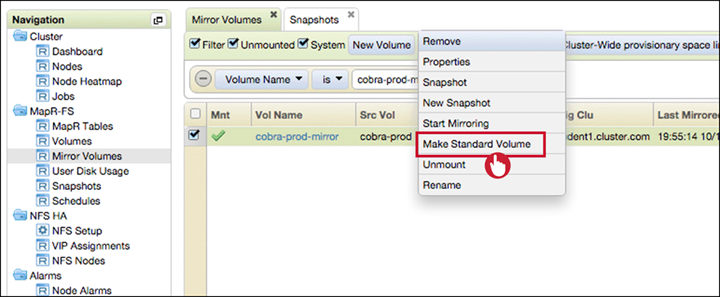 Navigation
Cluster
Dashboard
Nodes
Node Heatmap
Jobs
MapR-FS
MapR Tables
Volumes
Mirror Volumes
User Disk Usage
Snapshots
Schedules
NFS HA
NFS Setup
VIP Assignments
NFS Nodes
Alarms
Node Alarms
Mirror Volumes Snapshots
Filter Unmounted System New Volume Cluster-Wide provisionary space
Volume Name is cobra-prod-m
Mnt Vol Name Src Vol Clu Last Mirrored
cobra-prod-mirror cobra-prod dent1.cluster.com 19:55:14 10/
Remove
Properties
Snapshot
New Snapshot
Start Mirroring
Make Standard Volume
Unmount
Rename